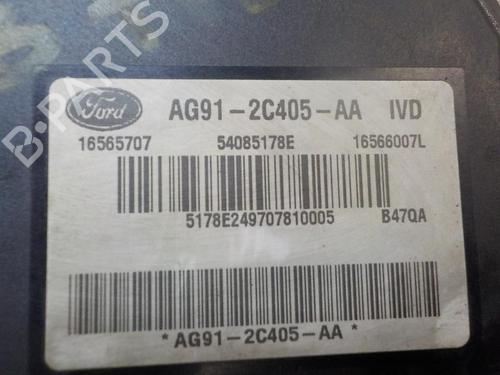 B-PARTS
Ford AG91-2C405-AA IVD
16565707 54085178E 16566007L
5178E249707810005 B47QA
*AG91-2C405-AA*